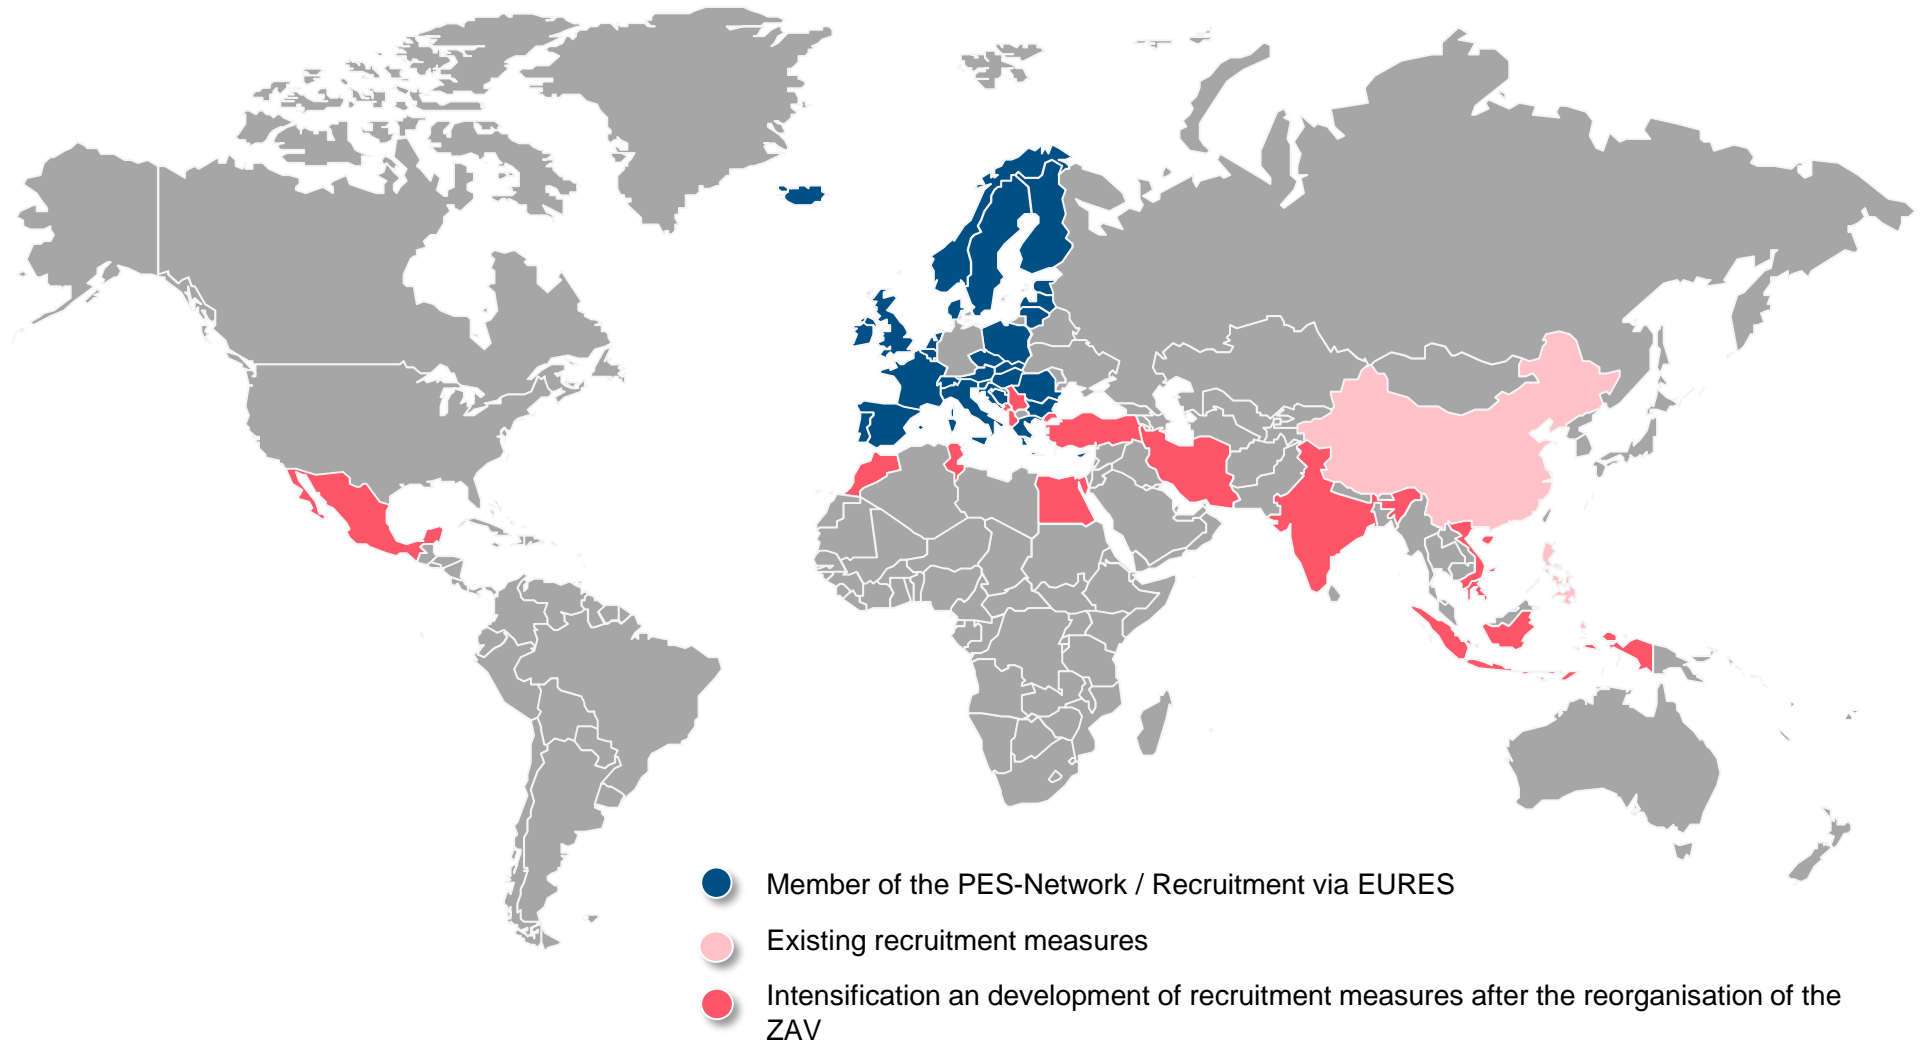 Member of the PES-Network / Recruitment via EURES
Existing recruitment measures
Intensification an development of recruitment measures after the reorganisation of the
ZAV